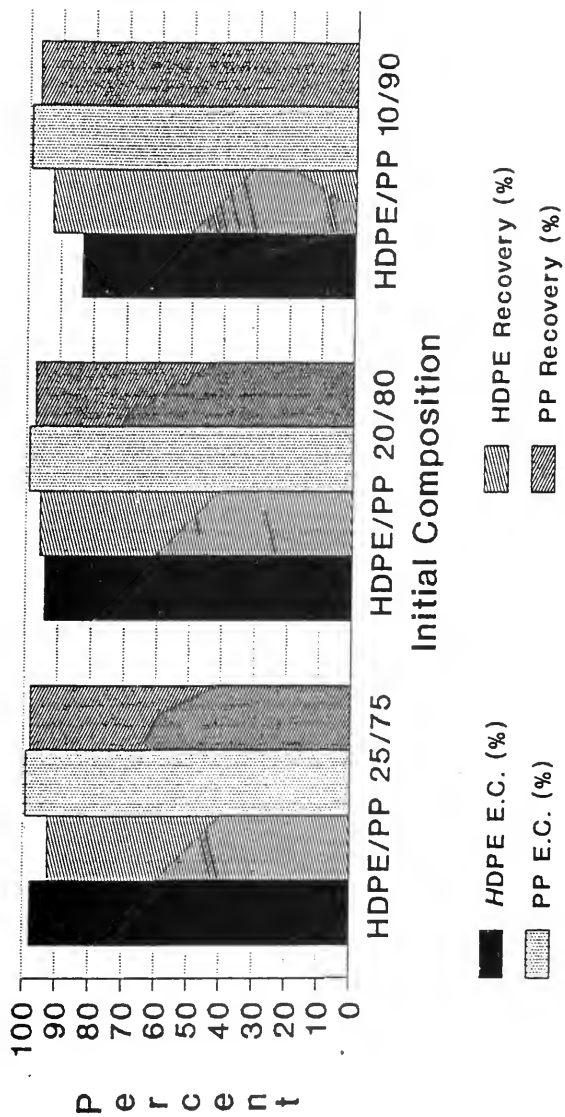 Percent
100
90
80
70
60
50
40
30
20
10
0
HDPE/PP 25/75
HDPE/PP 20/80
HDPE/PP 10/90
Initial Composition
HDPE E.C. (%)
HDPE Recovery (%)
PP E.C. (%)
PP Recovery (%)